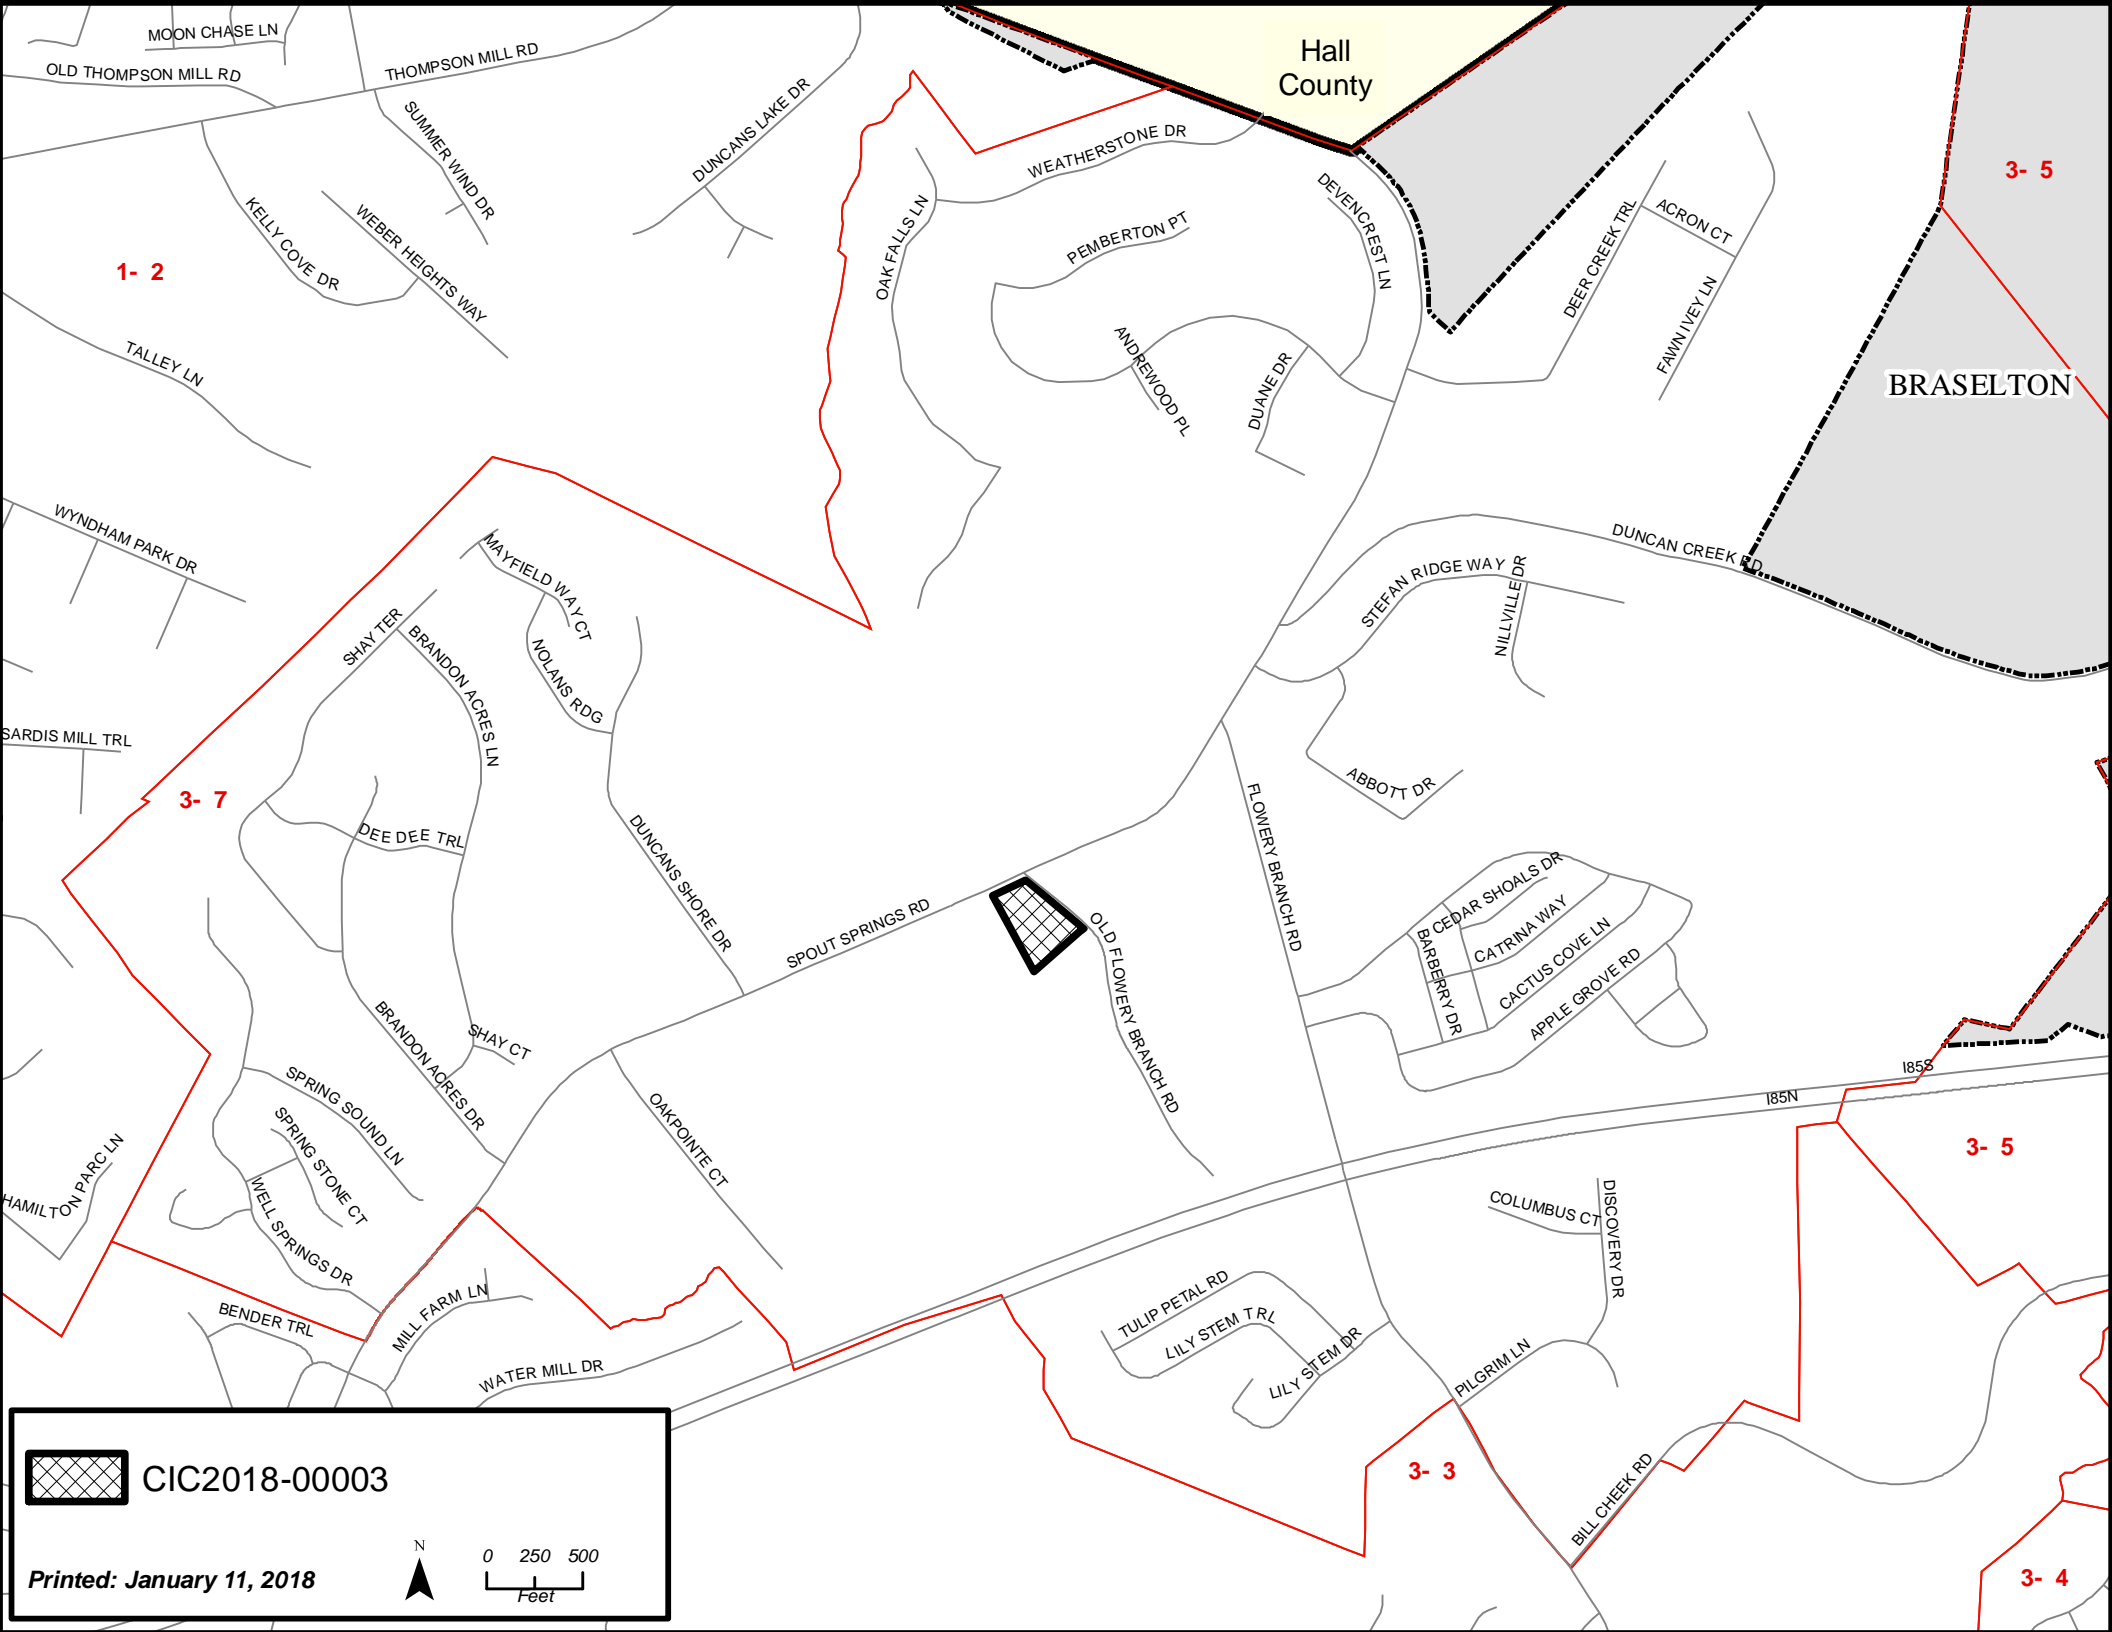 MOON CHASE LN
OLD THOMPSON MILL RD
THOMPSON MILL RD
Hall
County
SUMMER WIND DR
DUNCANS LAKE DR
WEATHERSTONE DR
3- 5
KELLY COVE DR
WEBER HEIGHTS WAY
OAK FALLS LN
PEMBERTON PT
DEVENCREST LN
DEER CREEK TRL
ACRON CT
1- 2
FAWN IVEY LN
TALLEY LN
ANDREWOOD PL
DUANE DR
BRASELTON
WYNDHAM PARK DR
MAYFIELD WAY CT
DUNCAN CREEK RD
STEFAN RIDGE WAY
NILLVILLE DR
SHAY TER
BRANDON ACRES LN
NOLANS RDG
SARDIS MILL TRL
3- 7
ABBOTT DR
DEE DEE TRL
DUNCANS SHORE DR
FLOWERY BRANCH RD
CEDAR SHOALS DR
SPOUT SPRINGS RD
CATRINA WAY
OLD FLOWERY BRANCH RD
BARBERRY DR
CACTUS COVE LN
APPLE GROVE RD
BRANDON ACRES DR
SHAY CT
SPRING SOUND LN
I85S
I85N
OAKPOINTE CT
SPRING STONE CT
3- 5
HAMILTON PARC LN
WELL SPRINGS DR
COLUMBUS CT
DISCOVERY DR
BENDER TRL
MILL FARM LN
TULIP PETAL RD
LILY STEM TRL
LILY STEM DR
WATER MILL DR
PILGRIM LN
3- 3
BILL CHEEK RD
3- 4
CIC2018-00003
N
0 250 500
Feet
Printed: January 11, 2018